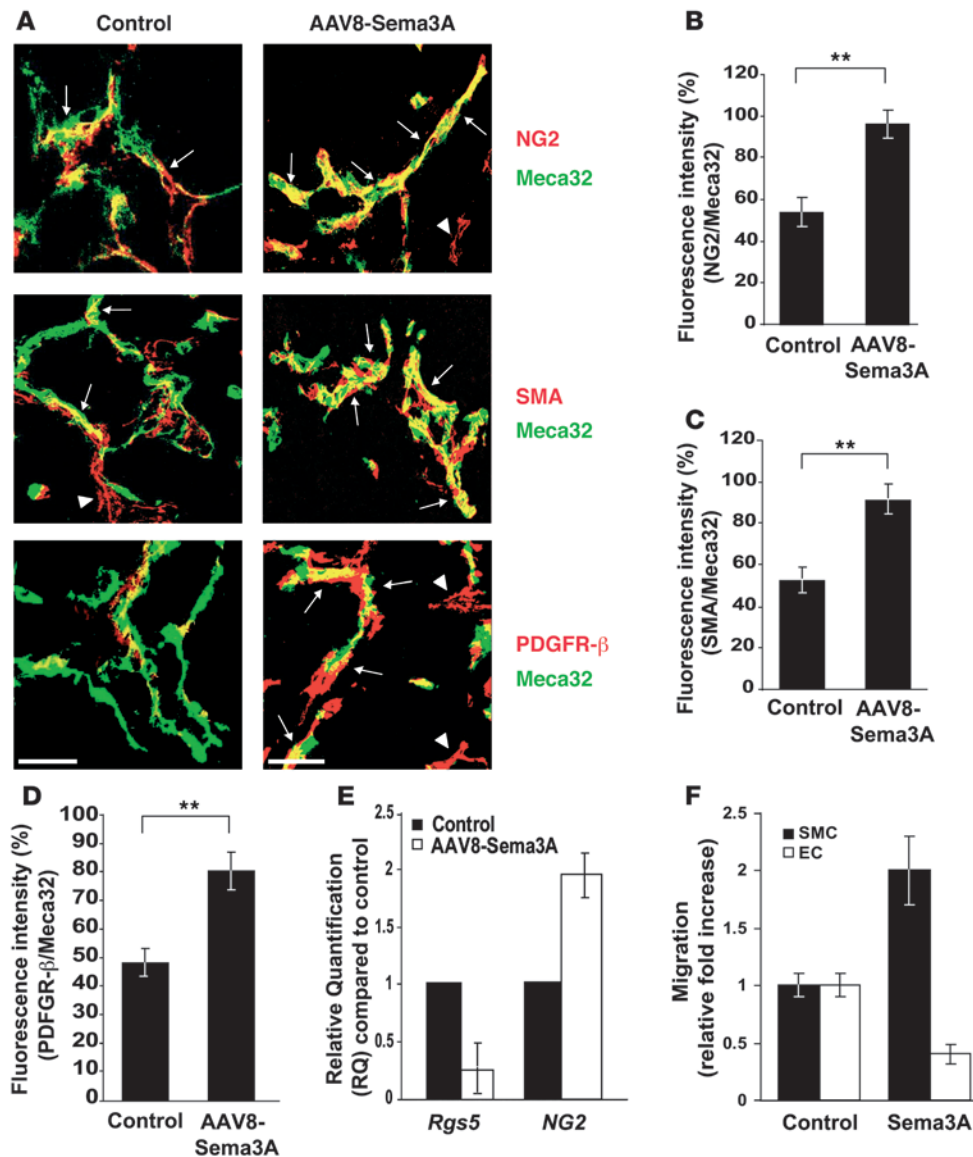 A
Control
AAV8-Sema3A
NG2
Meca32
SMA
Meca32
PDGFR-β
Meca32
B
**
Fluorescence intensity (%)
(NG2/Meca32)
120
100
80
60
40
20
0
Control
AAV8-
Sema3A
C
**
Fluorescence intensity (%)
(SMA/Meca32)
120
100
80
60
40
20
0
Control
AAV8-
Sema3A
D
**
Fluorescence intensity (%)
(PDFGR-β/Meca32)
100
90
80
70
60
50
40
30
20
10
0
Control
AAV8-
Sema3A
E
Control
AAV8-Sema3A
Relative Quantification
(RQ) compared to control
2.5
2
1.5
1
0.5
0
Rgs5
NG2
F
SMC
EC
Migration
(relative fold increase)
2.5
2
1.5
1
0.5
0
Control
Sema3A